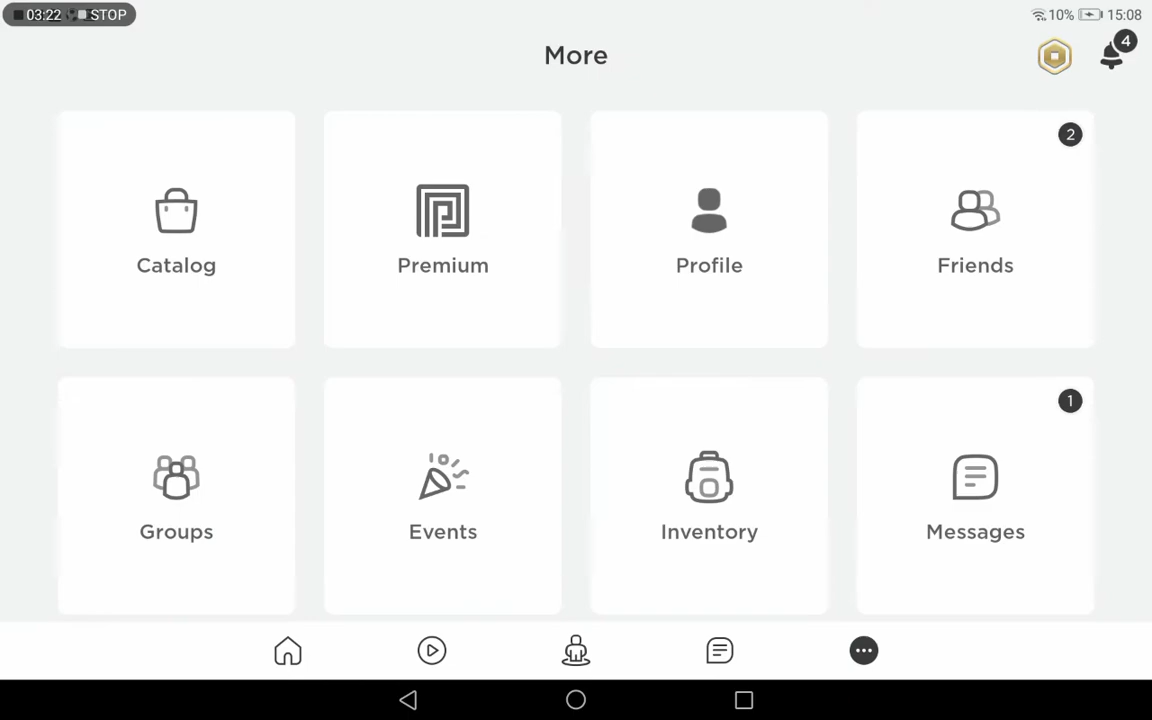 03:22 STOP 10% 15:08
More
4
2
Catalog Premium Profile Friends
1
Groups Events Inventory Messages